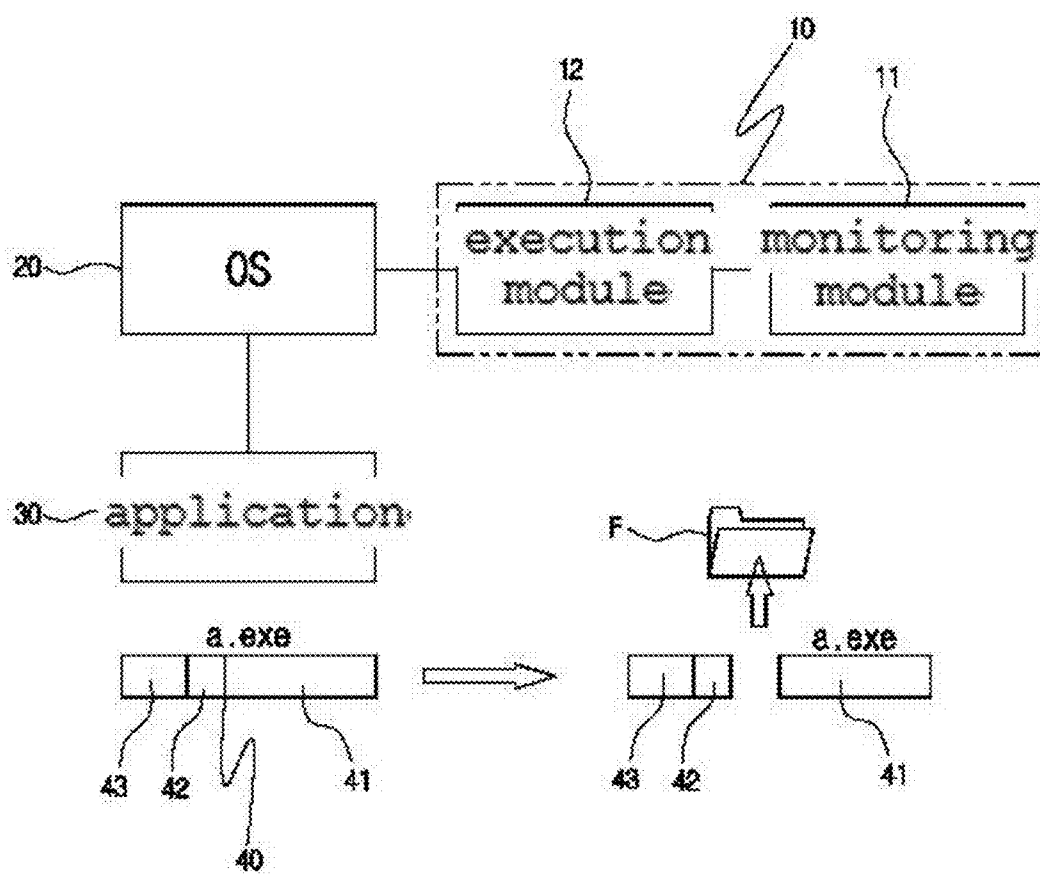 10
12
11
20
OS
execution
module
monitoring
module
30
application
F
a.exe
a.exe
43
42
41
43
42
41
40